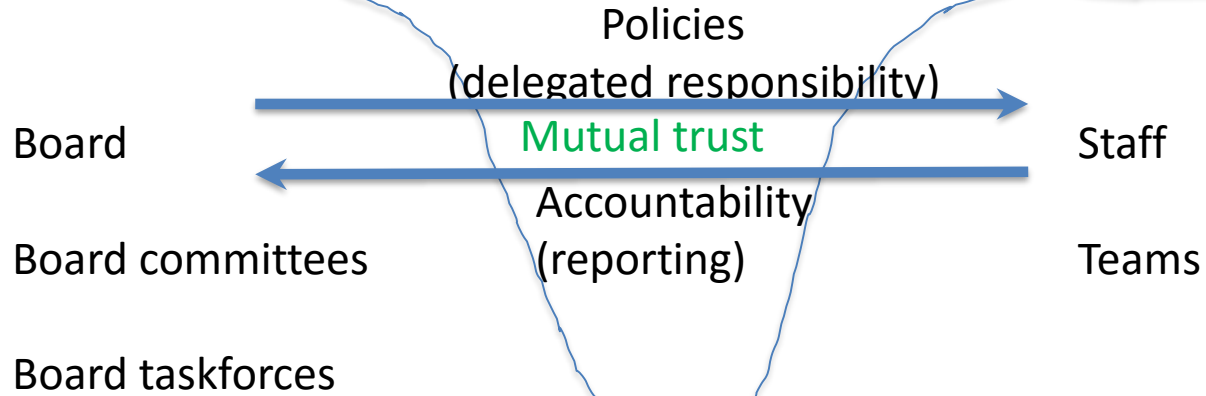 Policies
(delegated responsibility)
Board
Mutual trust
Staff
Accountability
Board committees
(reporting)
Teams
Board taskforces